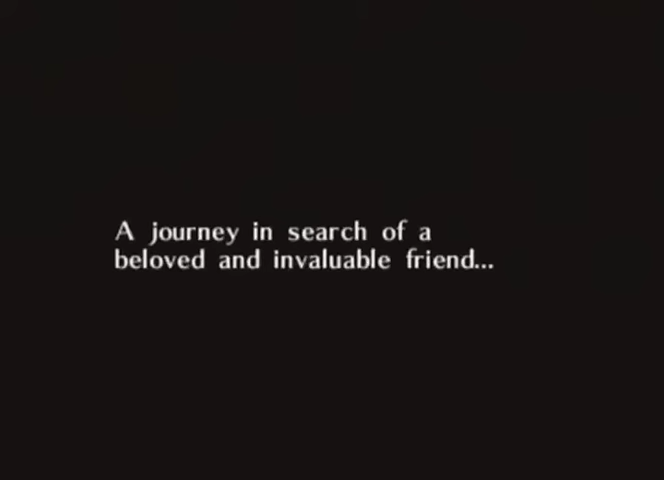 A journey in search of a
beloved and invaluable friend...